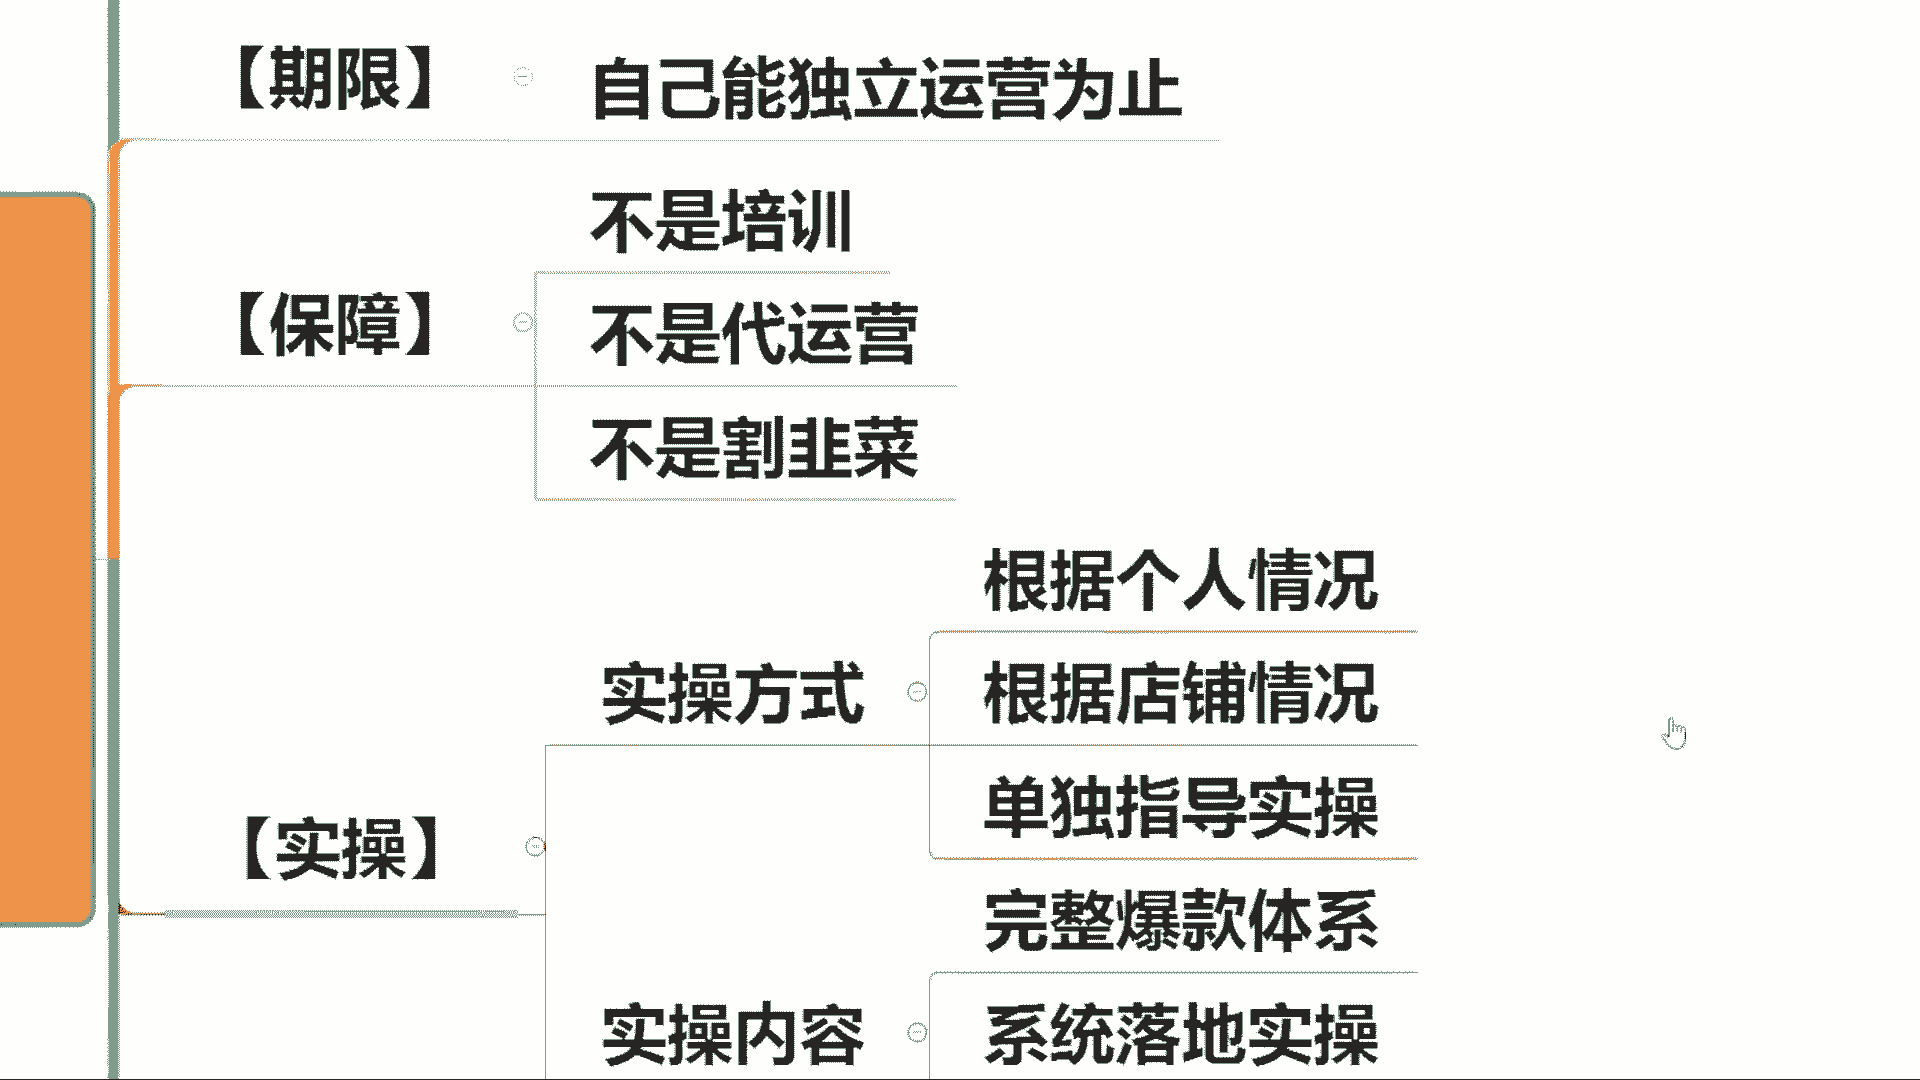 【期限】
自己能独立运营为止
【保障】
不是培训
不是代运营
不是割韭菜
【实操】
实操方式
根据个人情况
根据店铺情况
单独指导实操
实操内容
完整爆款体系
系统落地实操